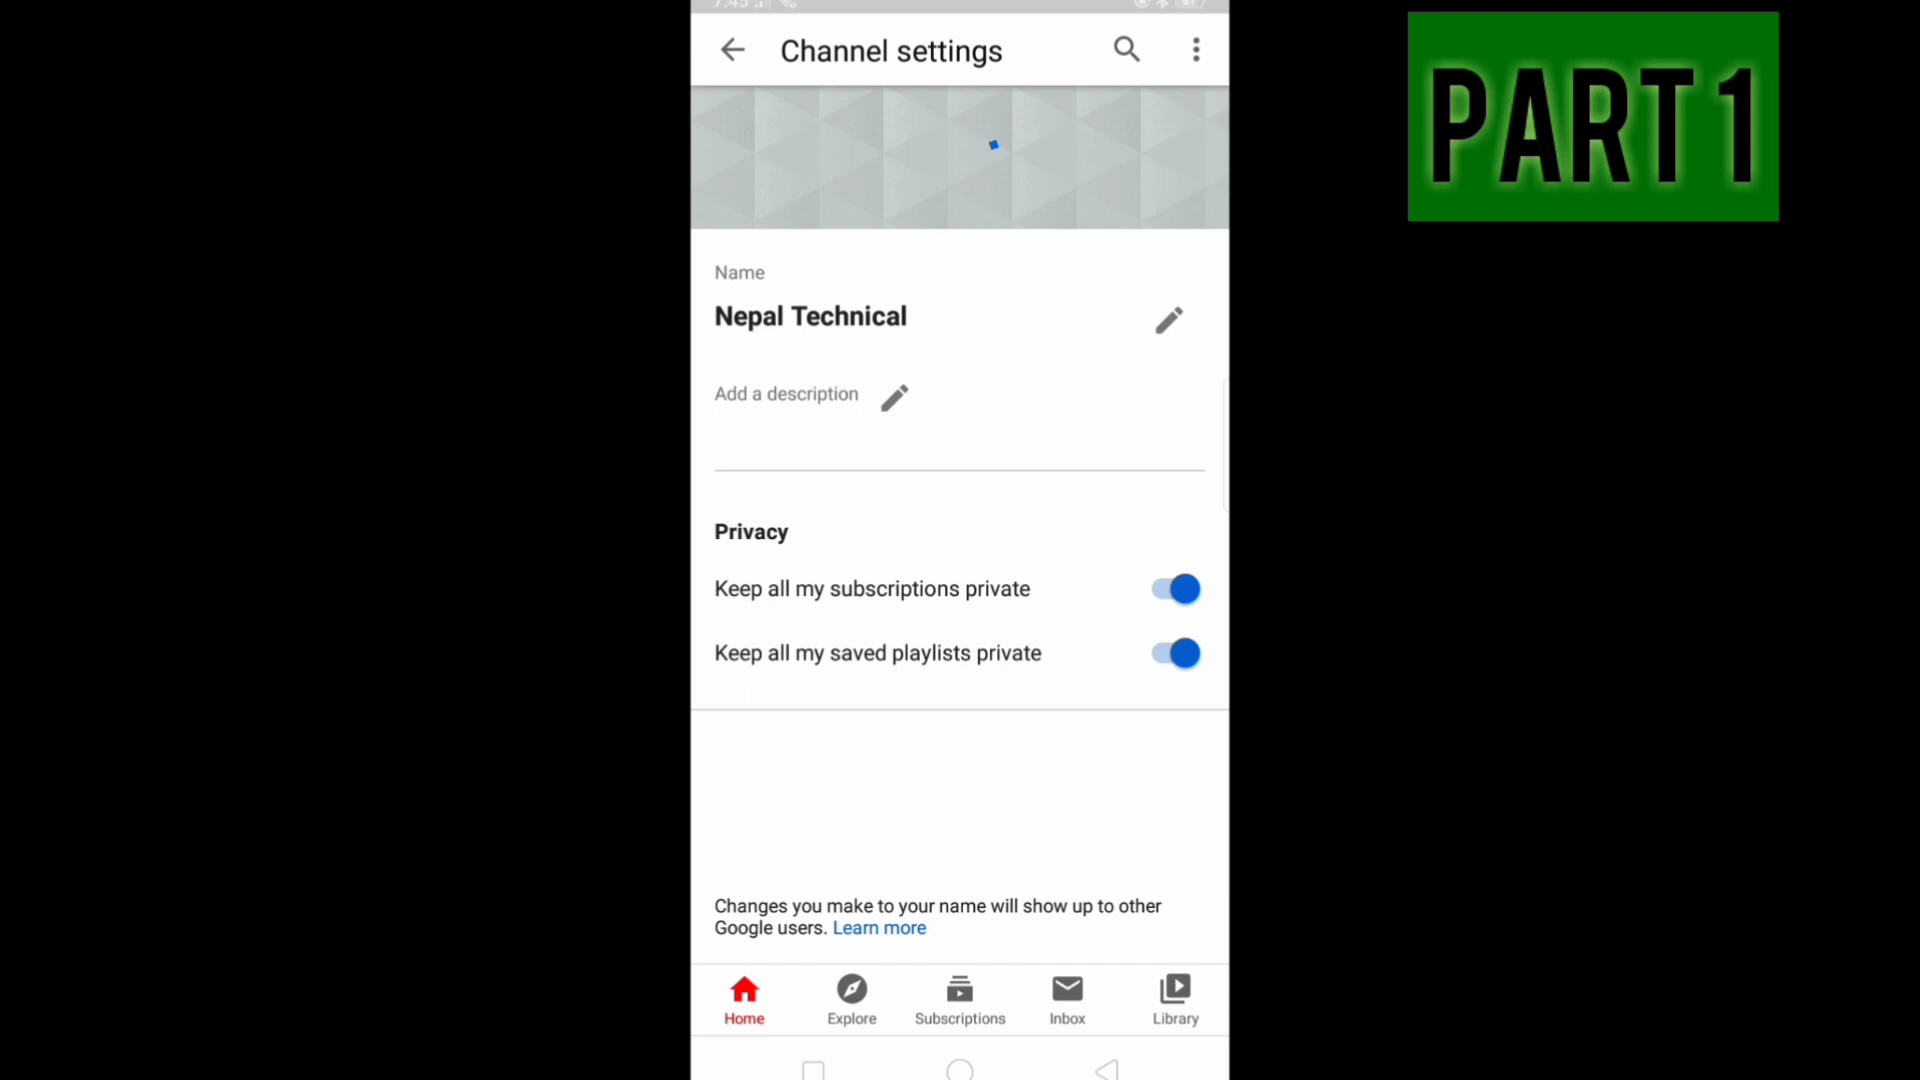 7:45
Channel settings
PART 1
Name
Nepal Technical
Add a description
Privacy
Keep all my subscriptions private
Keep all my saved playlists private
Changes you make to your name will show up to other
Google users. Learn more
Home
Explore
Subscriptions
Inbox
Library